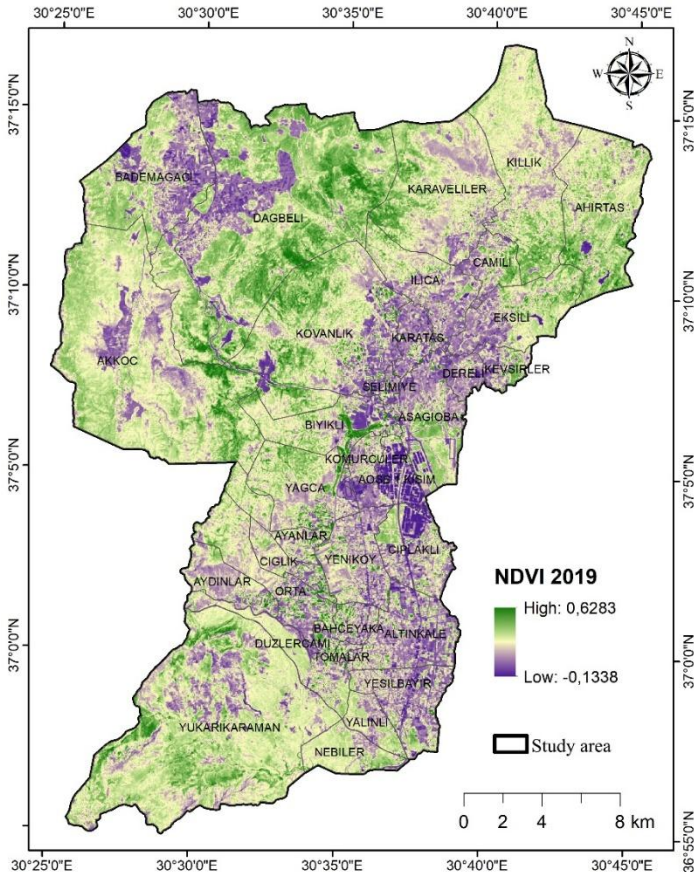 30°25'0"E 30°30'0"E 30°35'0"E 30°40'0"E 30°45'0"E
N
W E
S
37°15'0"N 37°15'0"N
BADEMAGACI
KILLIK
KARAVELILER
AHIRTAS
DAGBELI
CAMILI
ILICA
37°10'0"N 37°10'0"N
EKSILI
KOVANLIK
KARATAS
AKKOC
KEVSIRLER
DERELI
SELIMIYE
ASAGIOBA
BIYIKLI
KOMURCULER
37°5'0"N 37°5'0"N
YAGCA
AYANLAR
CIPLAKLI
YENIKOY
CIGLIK
AYDINLAR
ORTA
NDVI 2019
High: 0,6283
Low: -0,1338
BAHCEYAKA
ALTINKALE
DUZLERCAMI
37°0'0"N 37°0'0"N
TOMALAR
YESILBAYIR
YALINLI
YUKARIKARAMAN
NEBILER
Study area
0 2 4 8 km
36°55'0"N
30°25'0"E 30°30'0"E 30°35'0"E 30°40'0"E 30°45'0"E